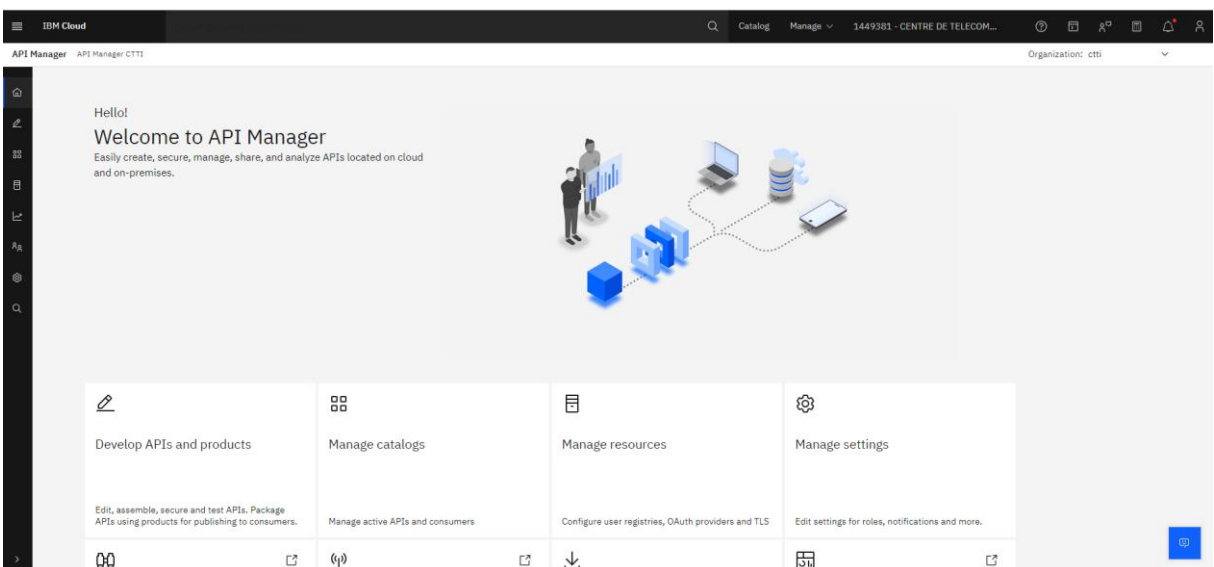 IBM Cloud
Catalog
Manage
1449381 - CENTRE DE TELECOM...
API Manager
API Manager CTTI
Organization: ctti
Hello!
Welcome to API Manager
Easily create, secure, manage, share, and analyze APIs located on cloud
and on-premises.
Develop APIs and products
Manage catalogs
Manage resources
Manage settings
Edit, assemble, secure and test APIs. Package
APIs using products for publishing to consumers.
Manage active APIs and consumers
Configure user registries, OAuth providers and TLS
Edit settings for roles, notifications and more.